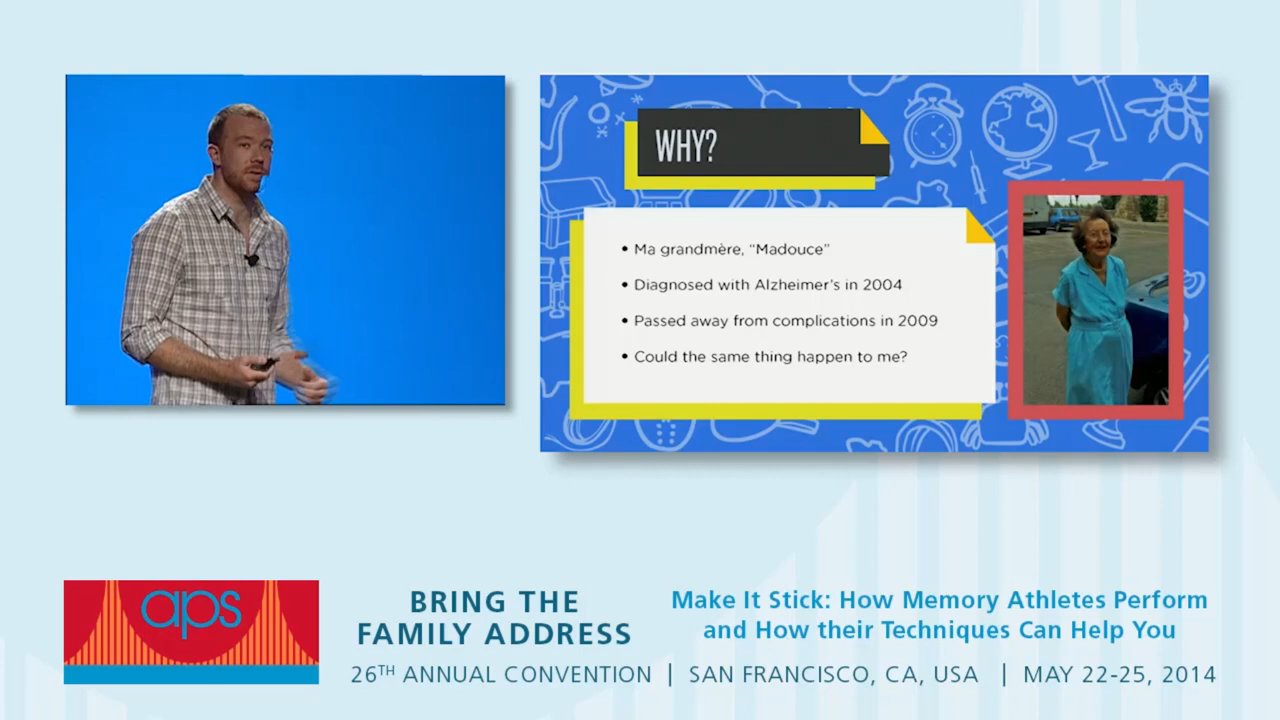 WHY?
• Ma grandmère, “Madouce”
• Diagnosed with Alzheimer’s in 2004
• Passed away from complications in 2009
• Could the same thing happen to me?
aps
BRING THE
FAMILY ADDRESS
Make It Stick: How Memory Athletes Perform
and How their Techniques Can Help You
26TH ANNUAL CONVENTION | SAN FRANCISCO, CA, USA | MAY 22-25, 2014